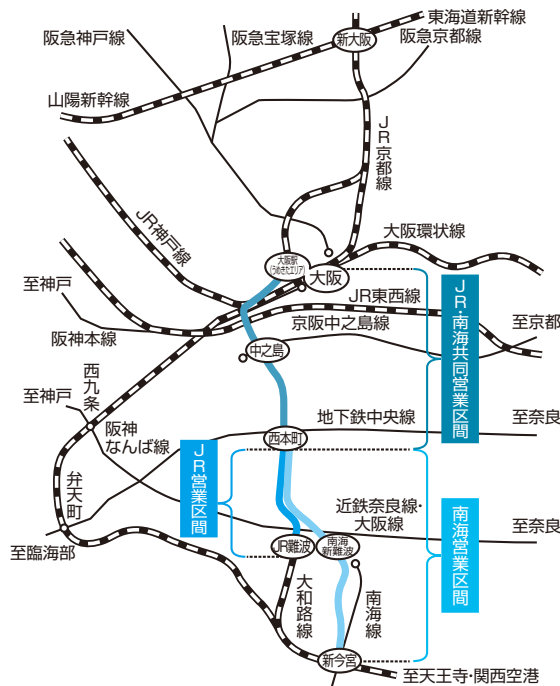 東海道新幹線
阪急神戸線
阪急宝塚線
新大阪
阪急京都線
山陽新幹線
JR京都線
JR神戸線
大阪環状線
大阪駅
(うめきたエリア)
大阪
至神戸
JR東西線
京阪中之島線
至京都
阪神本線
中之島
JR・南海共同営業区間
西九条
至神戸
阪神
なんば線
地下鉄中央線
至奈良
西本町
JR営業区間
弁天町
近鉄奈良線・
大阪線
至奈良
南海営業区間
至臨海部
JR難波
南海
新難波
大和路線
南海線
新今宮
至天王寺・関西空港